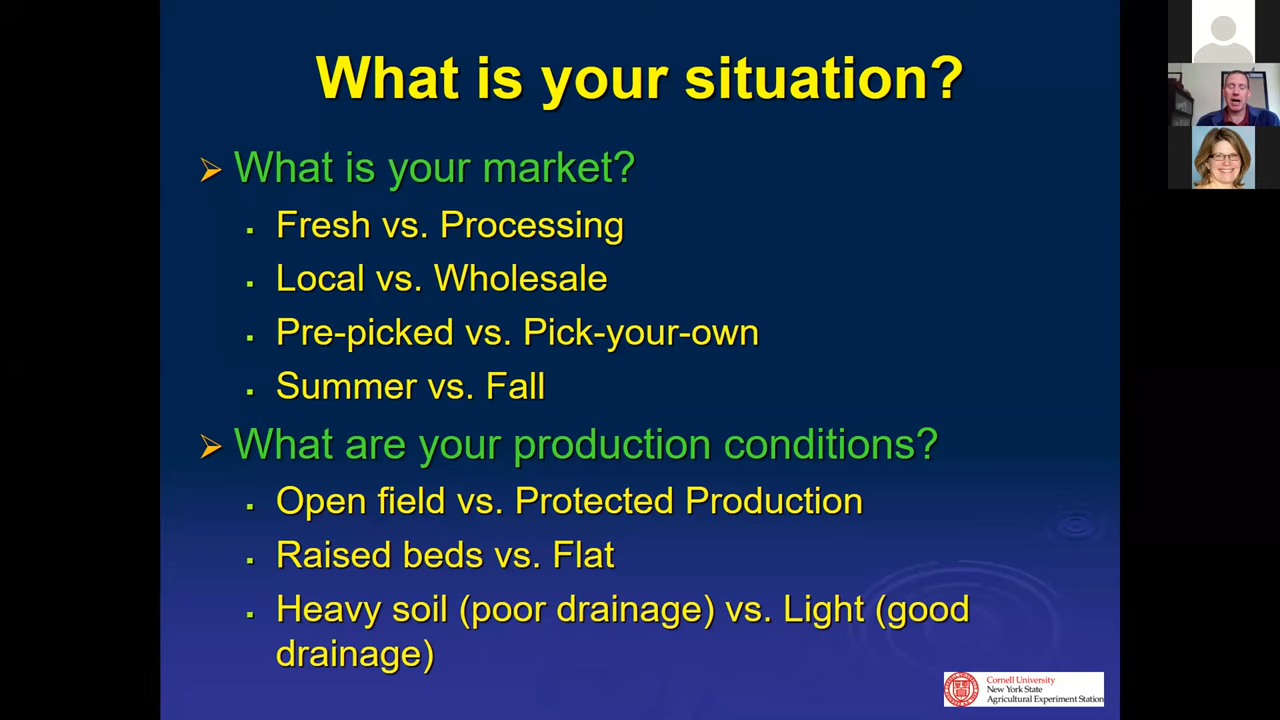 What is your situation?
What is your market?
Fresh vs. Processing
Local vs. Wholesale
Pre-picked vs. Pick-your-own
Summer vs. Fall
What are your production conditions?
Open field vs. Protected Production
Raised beds vs. Flat
Heavy soil (poor drainage) vs. Light (good
drainage)
Cornell University
New York State
Agricultural Experiment Station